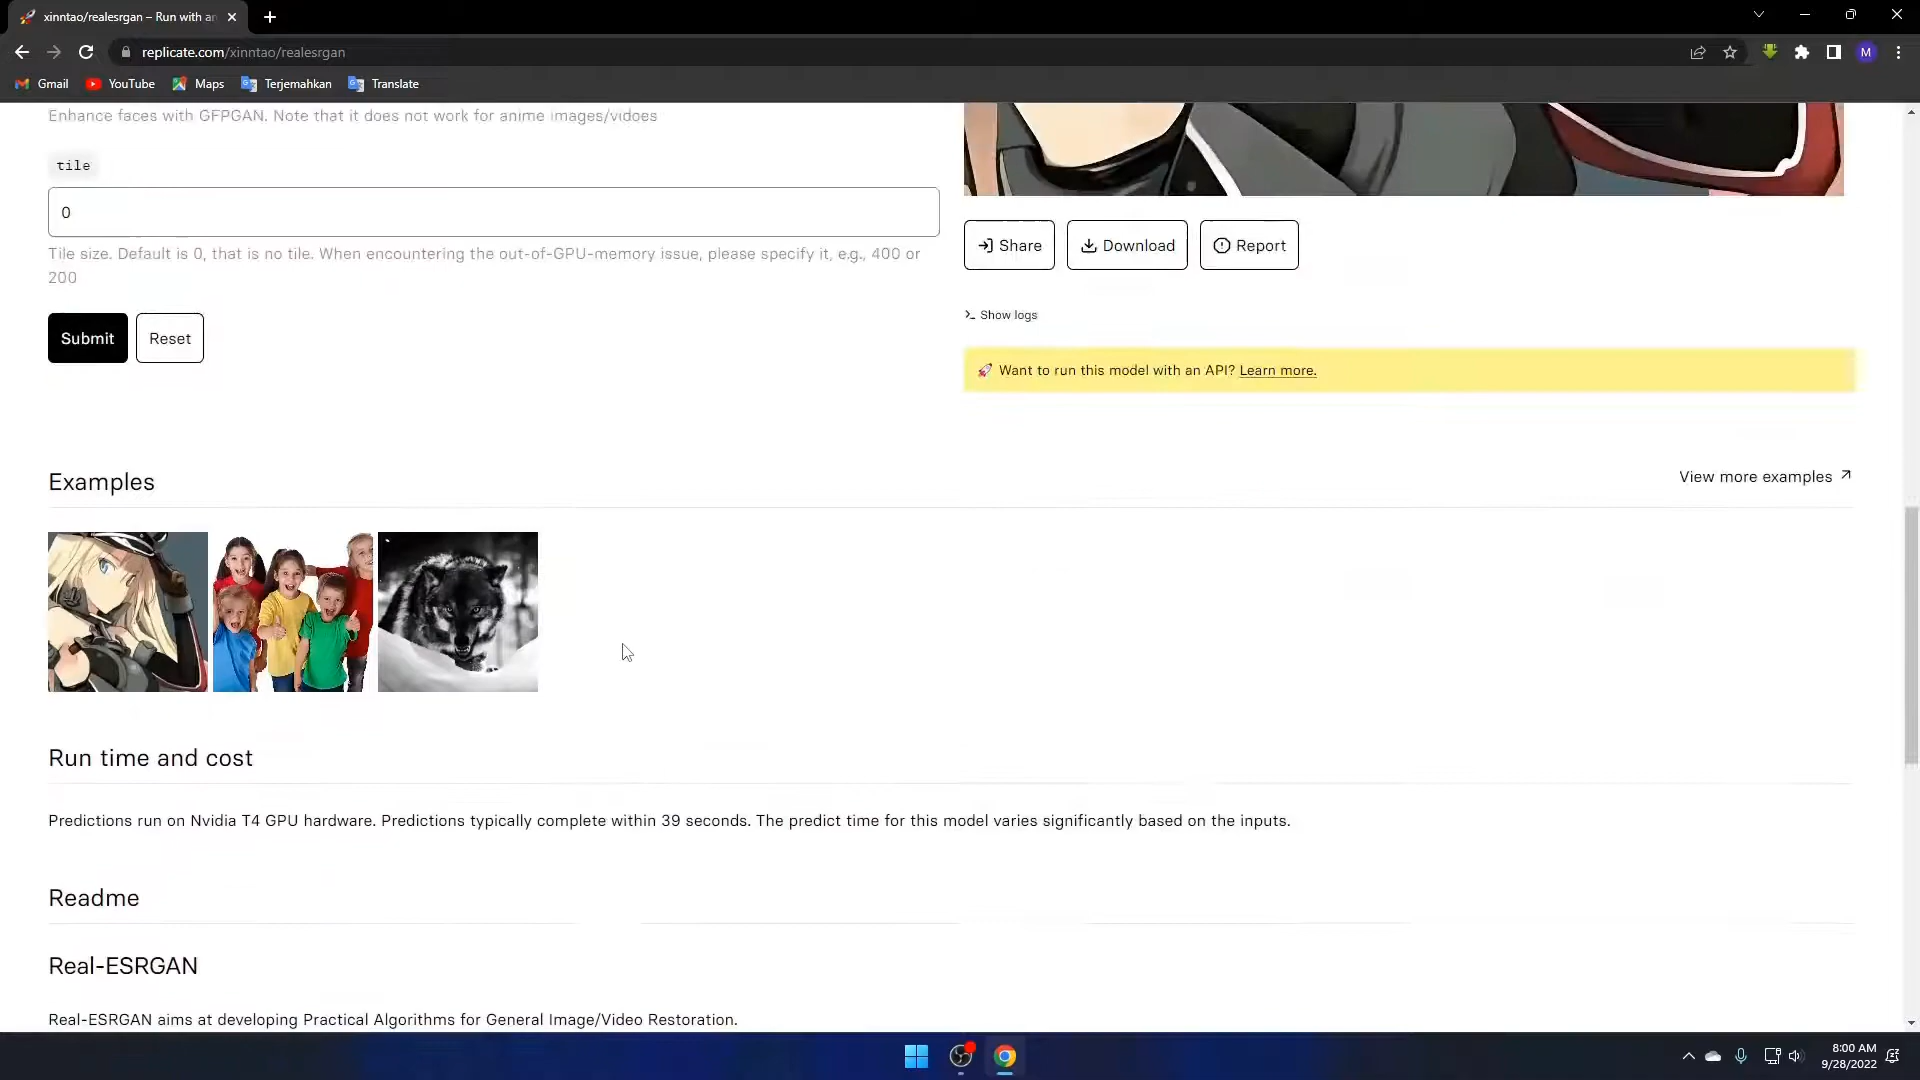 xinntao/realesrgan – Run with an
replicate.com/xinntao/realesrgan
M
Gmail
YouTube
Maps
Terjemahkan
Translate
Enhance faces with GFPGAN. Note that it does not work for anime images/vidoes
tile
0
Tile size. Default is 0, that is no tile. When encountering the out-of-GPU-memory issue, please specify it, e.g., 400 or
200
Submit
Reset
Share
Download
Report
Show logs
Want to run this model with an API? Learn more.
Examples
View more examples
Run time and cost
Predictions run on Nvidia T4 GPU hardware. Predictions typically complete within 39 seconds. The predict time for this model varies significantly based on the inputs.
Readme
Real-ESRGAN
Real-ESRGAN aims at developing Practical Algorithms for General Image/Video Restoration.
8:00 AM
9/28/2022